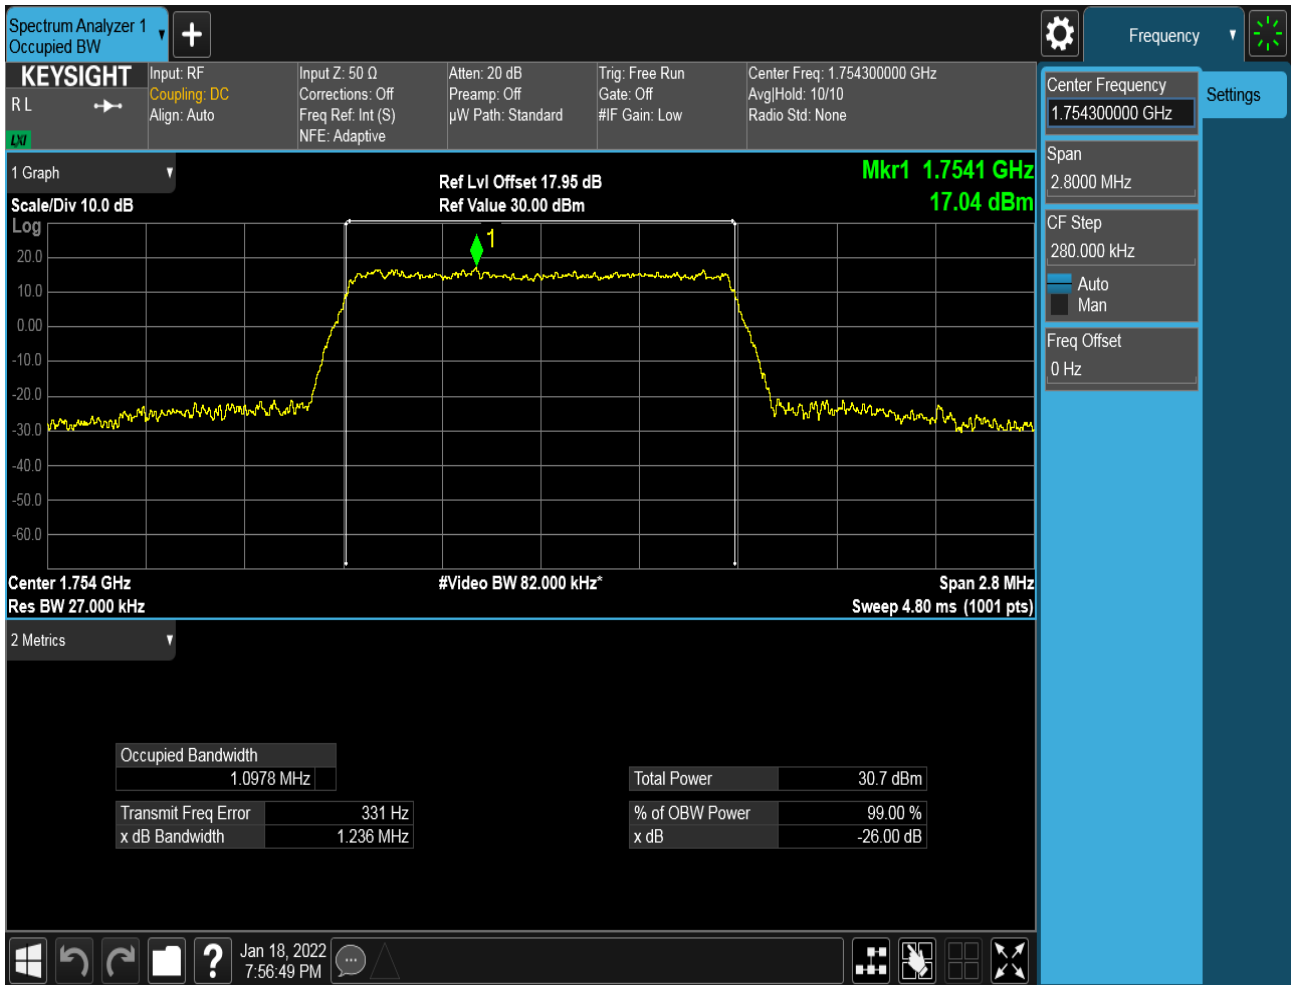 Spectrum Analyzer 1
Occupied BW
Frequency
KEYSIGHT
R L
LXI
Input: RF
Coupling: DC
Align: Auto
Input Z: 50 Ω
Corrections: Off
Freq Ref: Int (S)
NFE: Adaptive
Atten: 20 dB
Preamp: Off
µW Path: Standard
Trig: Free Run
Gate: Off
#IF Gain: Low
Center Freq: 1.754300000 GHz
Avg|Hold: 10/10
Radio Std: None
Center Frequency
1.754300000 GHz
Settings
Span
2.8000 MHz
CF Step
280.000 kHz
Auto
Man
Freq Offset
0 Hz
1 Graph
Scale/Div 10.0 dB
Ref Lvl Offset 17.95 dB
Ref Value 30.00 dBm
Mkr1 1.7541 GHz
17.04 dBm
Log
1
20.0
10.0
0.00
-10.0
-20.0
-30.0
-40.0
-50.0
-60.0
Center 1.754 GHz
#Video BW 82.000 kHz*
Span 2.8 MHz
Res BW 27.000 kHz
Sweep 4.80 ms (1001 pts)
2 Metrics
Occupied Bandwidth
1.0978 MHz
Total Power 30.7 dBm
Transmit Freq Error 331 Hz
% of OBW Power 99.00 %
x dB Bandwidth 1.236 MHz
x dB -26.00 dB
?
Jan 18, 2022
7:56:49 PM